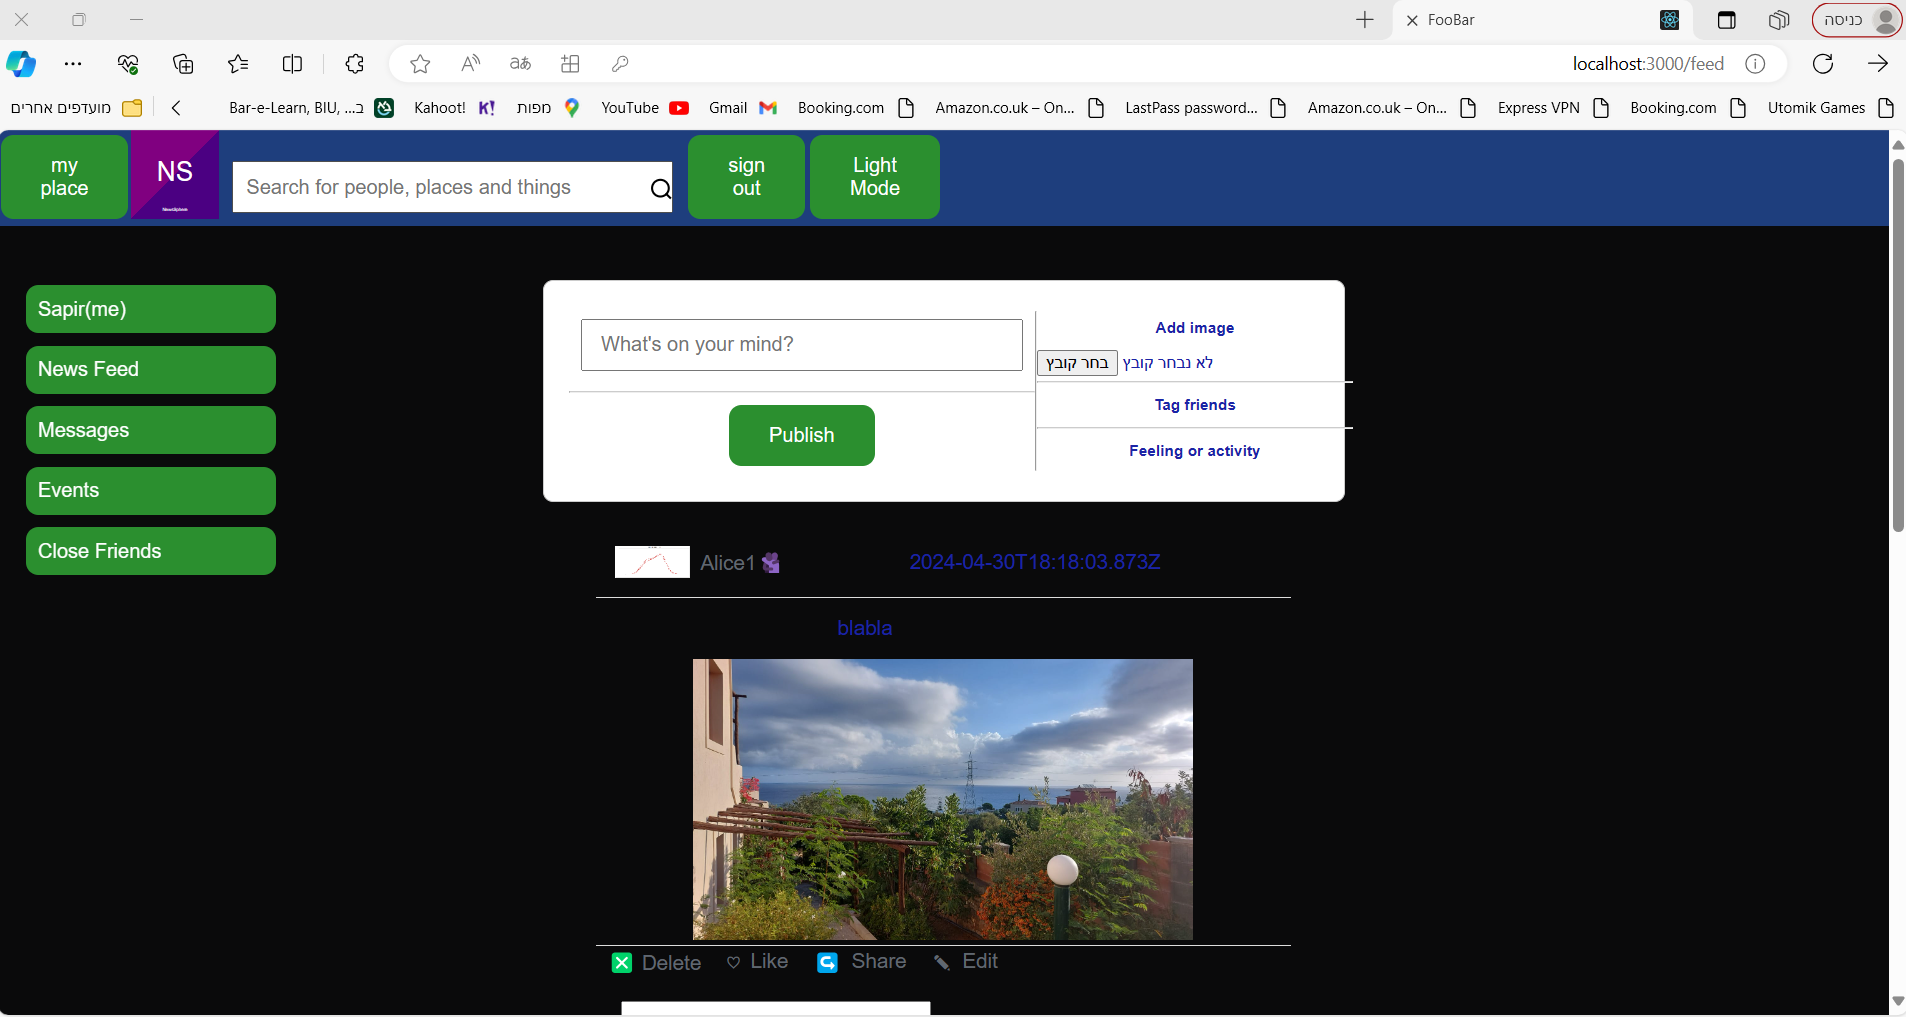 FooBar
כניסה
localhost:3000/feed
מועדפים אחרים
Bar-e-Learn, BIU, ...ב
Kahoot!
מפות
YouTube
Gmail
Booking.com
Amazon.co.uk – On...
LastPass password...
Amazon.co.uk – On...
Express VPN
Booking.com
Utomik Games
my place
NS
Search for people, places and things
sign out
Light Mode
Sapir(me)
News Feed
Messages
Events
Close Friends
What's on your mind?
Publish
Add image
בחר קובץ
לא נבחר קובץ
Tag friends
Feeling or activity
Alice1
2024-04-30T18:18:03.873Z
blabla
Delete
Like
Share
Edit